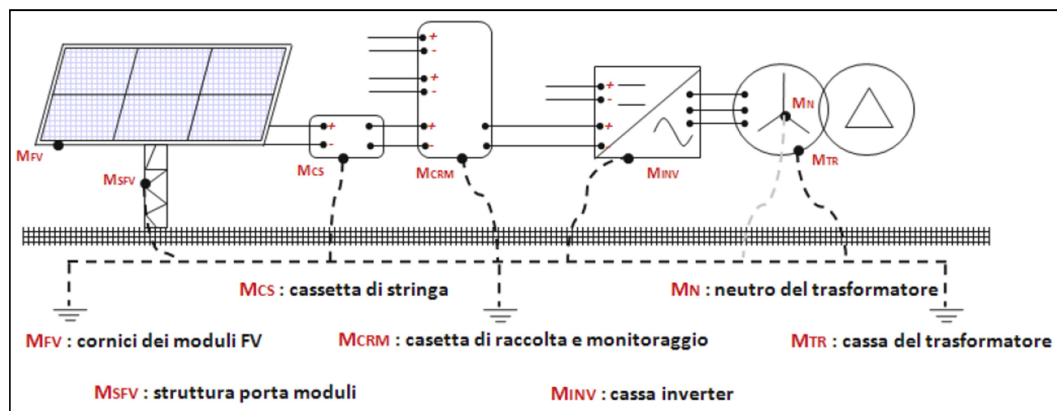 +
-
+
-
+
-
+
-
+
-
+
-
MN
MFV
MSFV
MCS
MCRM
MINV
MTR
MCS : cassetta di stringa
MN : neutro del trasformatore
MFV : cornici dei moduli FV
MCRM : casetta di raccolta e monitoraggio
MTR : cassa del trasformatore
MSFV : struttura porta moduli
MINV : cassa inverter